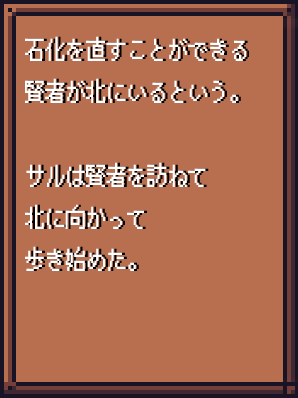 石化を直すことができる
賢者が北にいるという。
サルは賢者を訪ねて
北に向かって
歩き始めた。